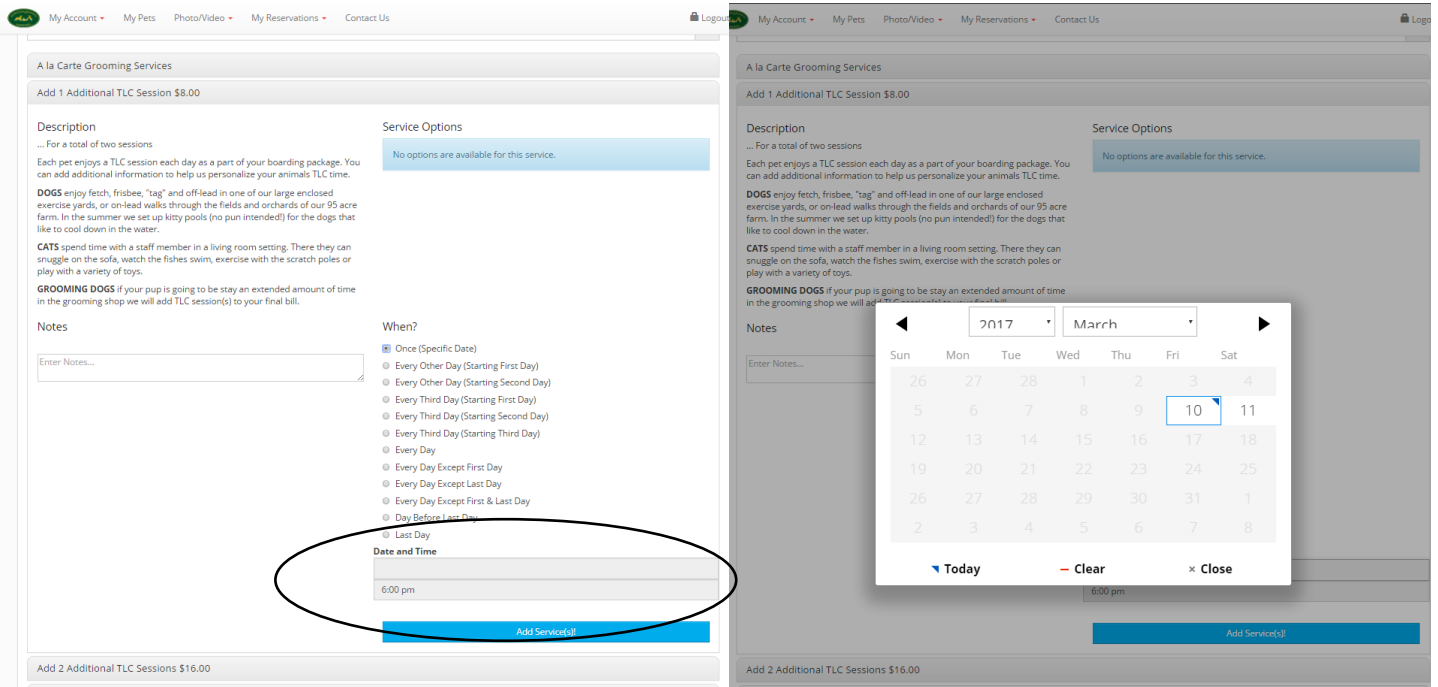 My Account
My Pets
Photo/Video
My Reservations
Contact Us
Logout
A la Carte Grooming Services
Add 1 Additional TLC Session $8.00
Description
... For a total of two sessions
Each pet enjoys a TLC session each day as a part of your boarding package. You
can add additional information to help us personalize your animals TLC time.
DOGS enjoy fetch, frisbee, "tag" and off-lead in one of our large enclosed
exercise yards, or on-lead walks through the fields and orchards of our 95 acre
farm. In the summer we set up kitty pools (no pun intended!) for the dogs that
like to cool down in the water.
CATS spend time with a staff member in a living room setting. There they can
snuggle on the sofa, watch the fishes swim, exercise with the scratch poles or
play with a variety of toys.
GROOMING DOGS if your pup is going to be stay an extended amount of time
in the grooming shop we will add TLC session(s) to your final bill.
Service Options
No options are available for this service.
Notes
Enter Notes...
When?
Once (Specific Date)
Every Other Day (Starting First Day)
Every Other Day (Starting Second Day)
Every Third Day (Starting First Day)
Every Third Day (Starting Second Day)
Every Third Day (Starting Third Day)
Every Day
Every Day Except First Day
Every Day Except Last Day
Every Day Except First & Last Day
Day Before Last Day
Last Day
Date and Time
6:00 pm
Add Service(s)!
Add 2 Additional TLC Sessions $16.00
My Account
My Pets
Photo/Video
My Reservations
Contact Us
Logo
A la Carte Grooming Services
Add 1 Additional TLC Session $8.00
Description
... For a total of two sessions
Each pet enjoys a TLC session each day as a part of your boarding package. You
can add additional information to help us personalize your animals TLC time.
DOGS enjoy fetch, frisbee, "tag" and off-lead in one of our large enclosed
exercise yards, or on-lead walks through the fields and orchards of our 95 acre
farm. In the summer we set up kitty pools (no pun intended!) for the dogs that
like to cool down in the water.
CATS spend time with a staff member in a living room setting. There they can
snuggle on the sofa, watch the fishes swim, exercise with the scratch poles or
play with a variety of toys.
GROOMING DOGS if your pup is going to be stay an extended amount of time
in the grooming shop we will add TLC session(s) to your final bill.
Service Options
No options are available for this service.
Notes
Enter Notes...
2017 March
Sun Mon Tue Wed Thu Fri Sat
26 27 28 1 2 3 4
5 6 7 8 9 10 11
12 13 14 15 16 17 18
19 20 21 22 23 24 25
26 27 28 29 30 31 1
2 3 4 5 6 7 8
Today
Clear
× Close
6:00 pm
Add Service(s)!
Add 2 Additional TLC Sessions $16.00